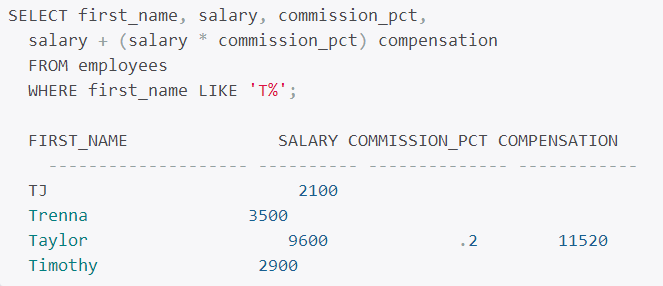 SELECT first_name, salary, commission_pct,
salary + (salary * commission_pct) compensation
FROM employees
WHERE first_name LIKE 'T%';
FIRST_NAME SALARY COMMISSION_PCT COMPENSATION
-------------------- ---------- -------------- ------------
TJ 2100
Trenna 3500
Taylor 9600 .2 11520
Timothy 2900